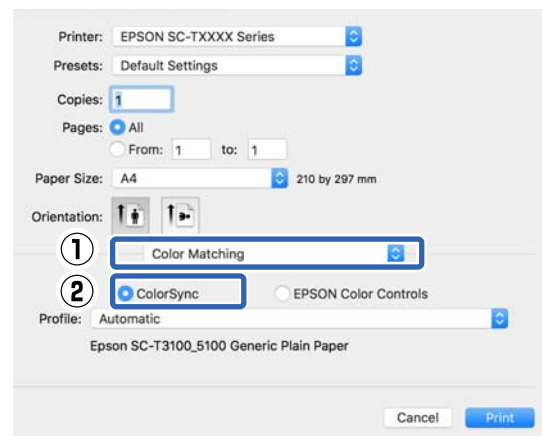 Printer: EPSON SC-TXXXX Series
Presets: Default Settings
Copies: 1
Pages: All
From: 1 to: 1
Paper Size: A4 210 by 297 mm
Orientation:
① Color Matching
② ColorSync EPSON Color Controls
Profile: Automatic
Epson SC-T3100_5100 Generic Plain Paper
Cancel Print